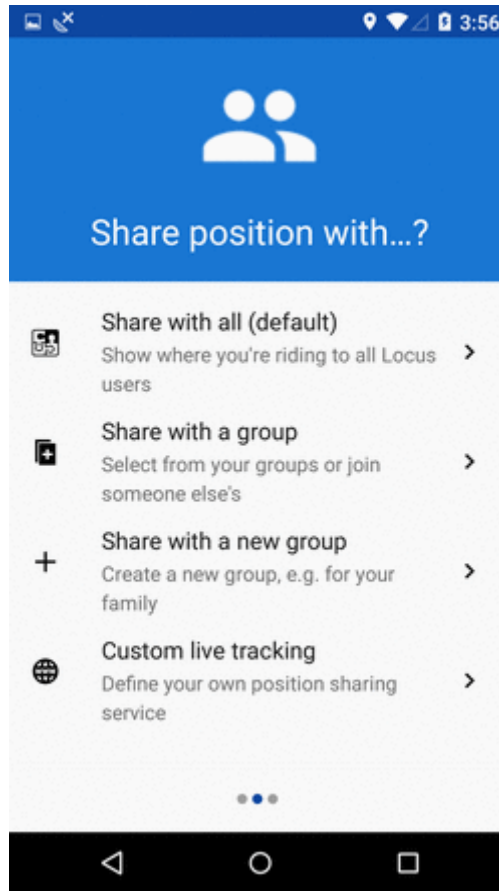 3:56
Share position with...?
Share with all (default)
Show where you're riding to all Locus
users
Share with a group
Select from your groups or join
someone else's
Share with a new group
Create a new group, e.g. for your
family
Custom live tracking
Define your own position sharing
service